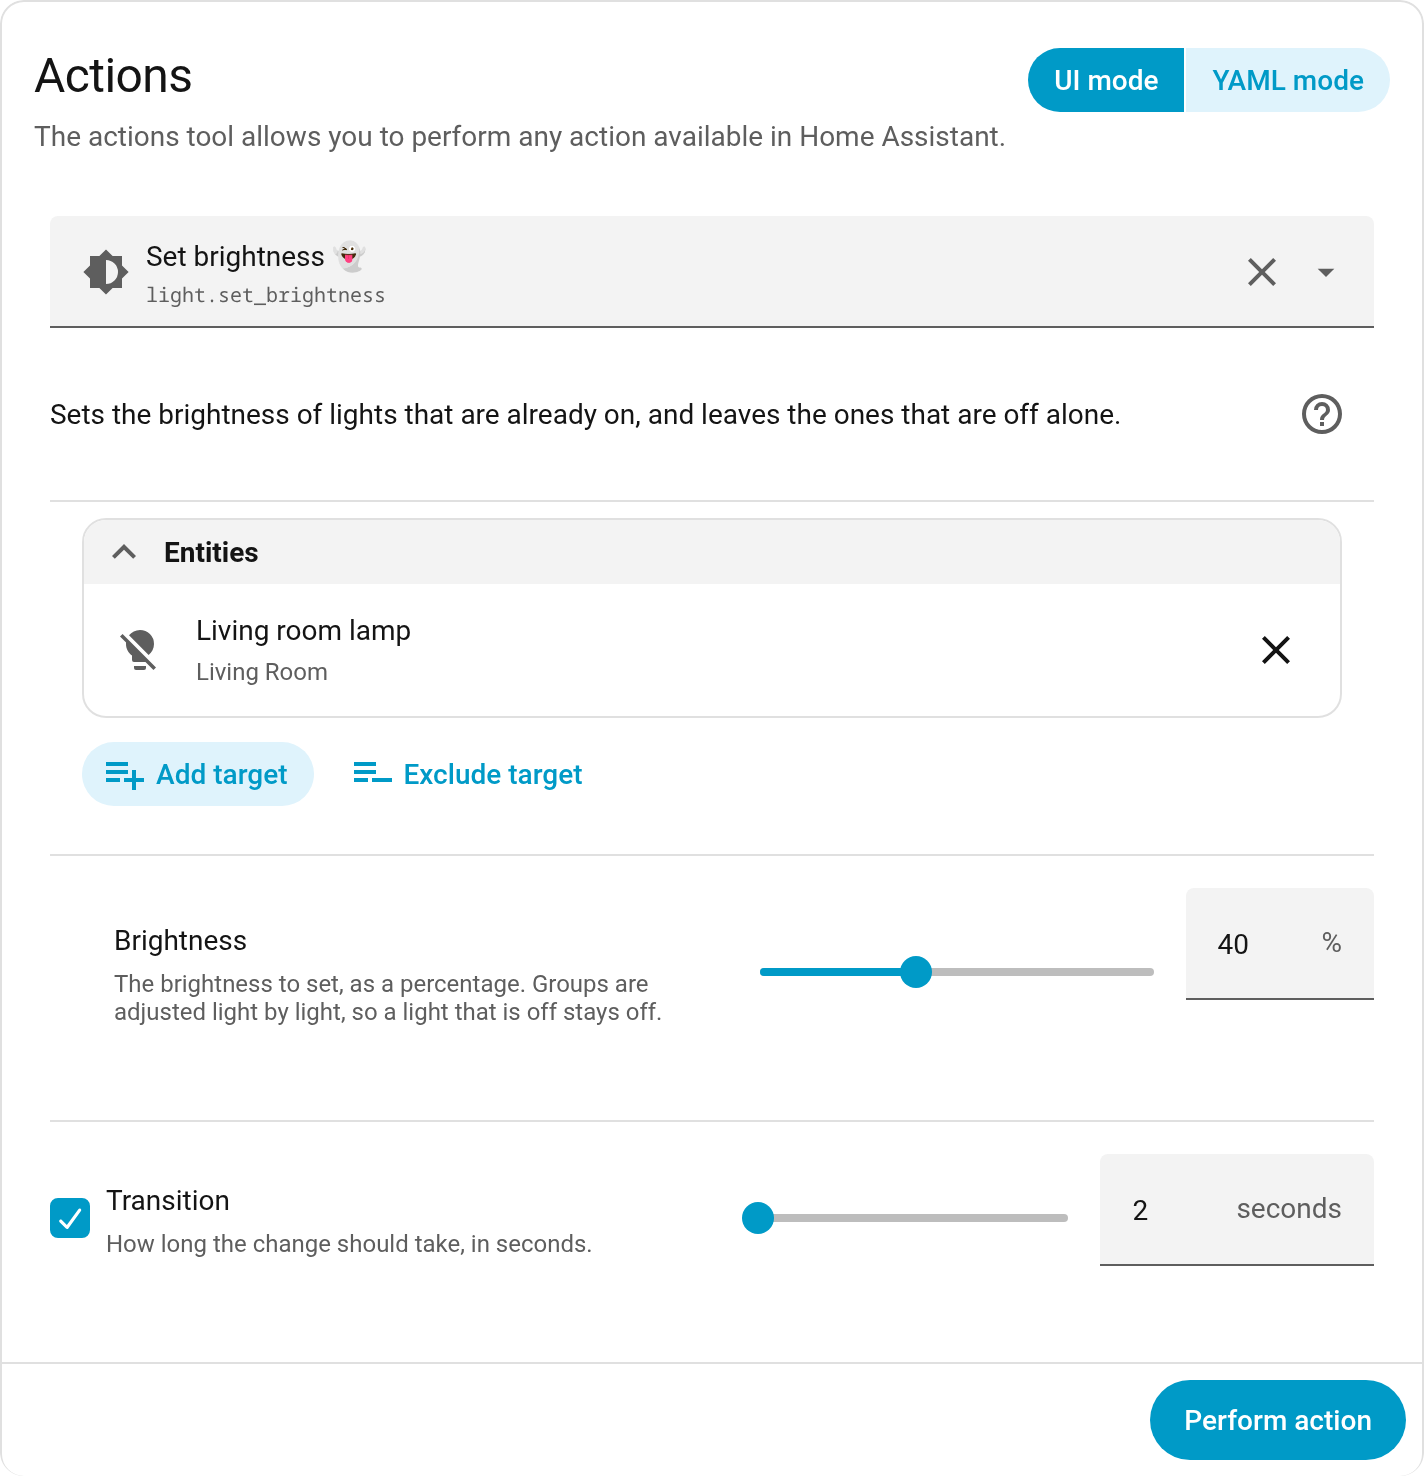 Actions
UI mode
YAML mode
The actions tool allows you to perform any action available in Home Assistant.
Set brightness 👻
light.set_brightness
Sets the brightness of lights that are already on, and leaves the ones that are off alone.
Entities
Living room lamp
Living Room
Add target
Exclude target
Brightness
The brightness to set, as a percentage. Groups are
adjusted light by light, so a light that is off stays off.
40 %
Transition
How long the change should take, in seconds.
2 seconds
Perform action